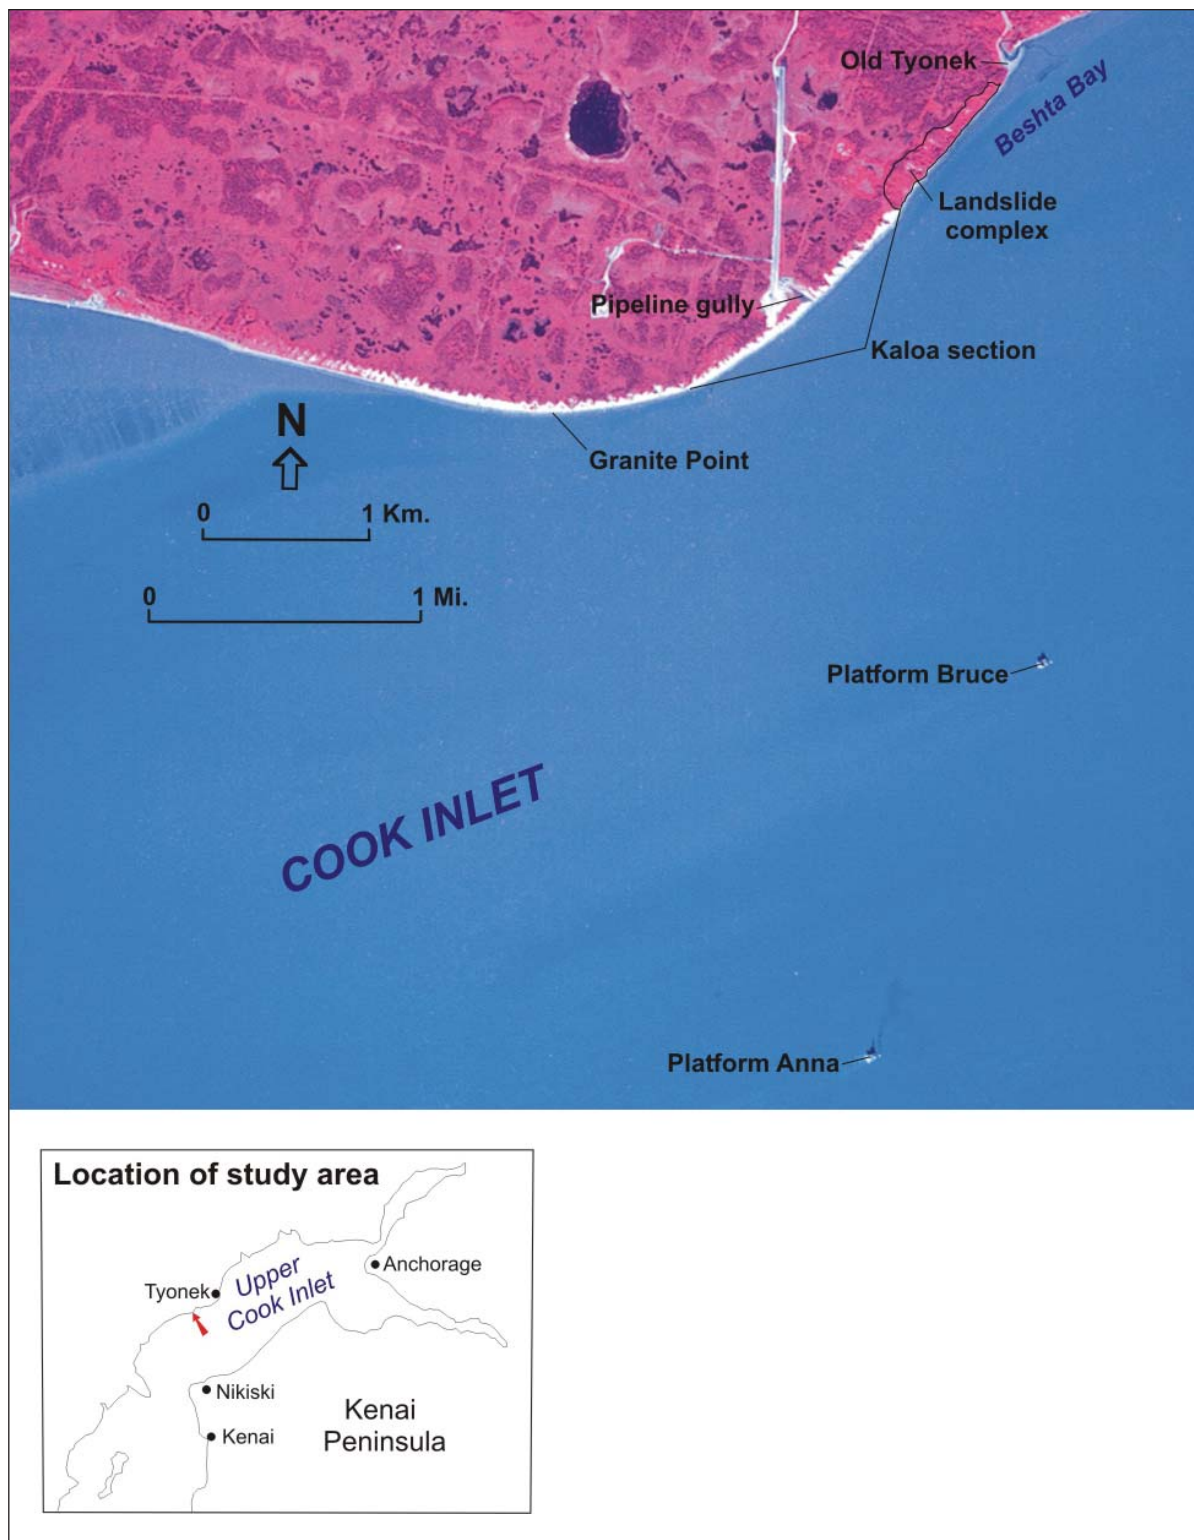 Old Tyonek
Beshta Bay
Landslide
complex
Pipeline gully
Kaloa section
N
Granite Point
0 1 Km.
0 1 Mi.
Platform Bruce
COOK INLET
Platform Anna
Location of study area
Anchorage
Tyonek
Upper
Cook Inlet
Nikiski
Kenai
Kenai
Peninsula